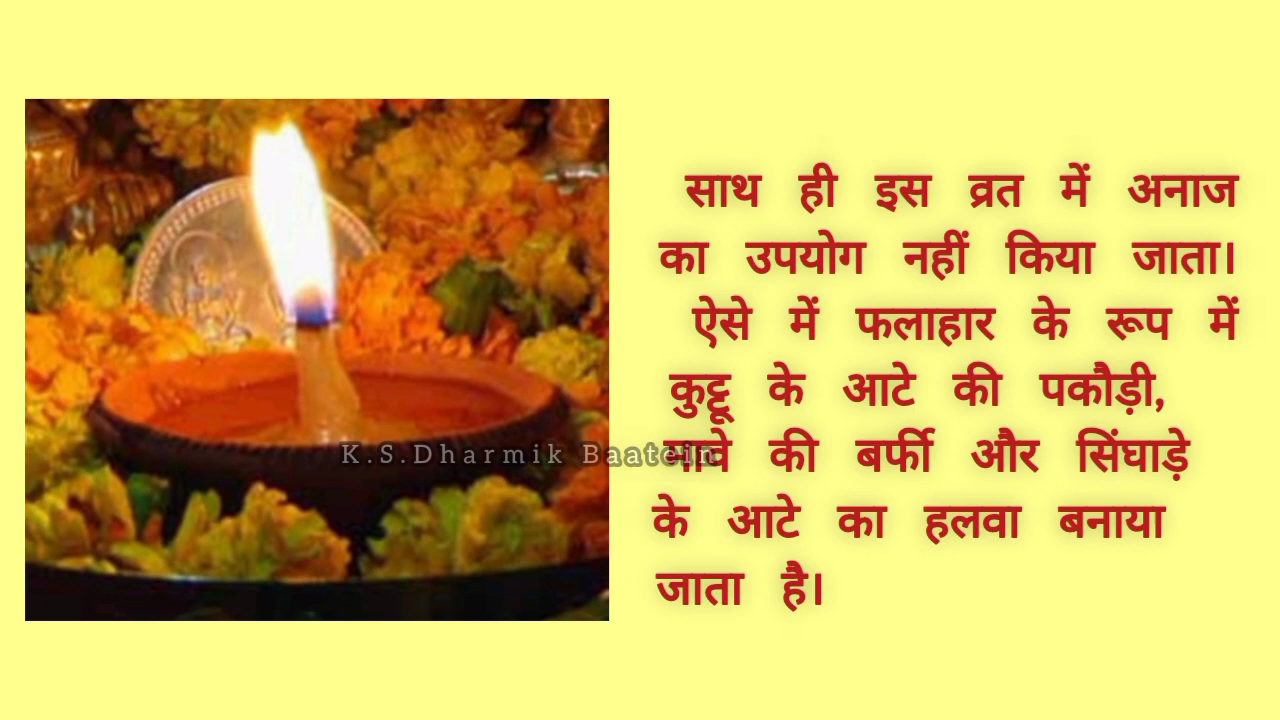 साथ ही इस व्रत में अनाज
का उपयोग नहीं किया जाता।
ऐसे में फलाहार के रूप में
कुट्टू के आटे की पकौड़ी,
मावे की बर्फी और सिंघाड़े
के आटे का हलवा बनाया
जाता है।
K.S.Dharmik Baatein